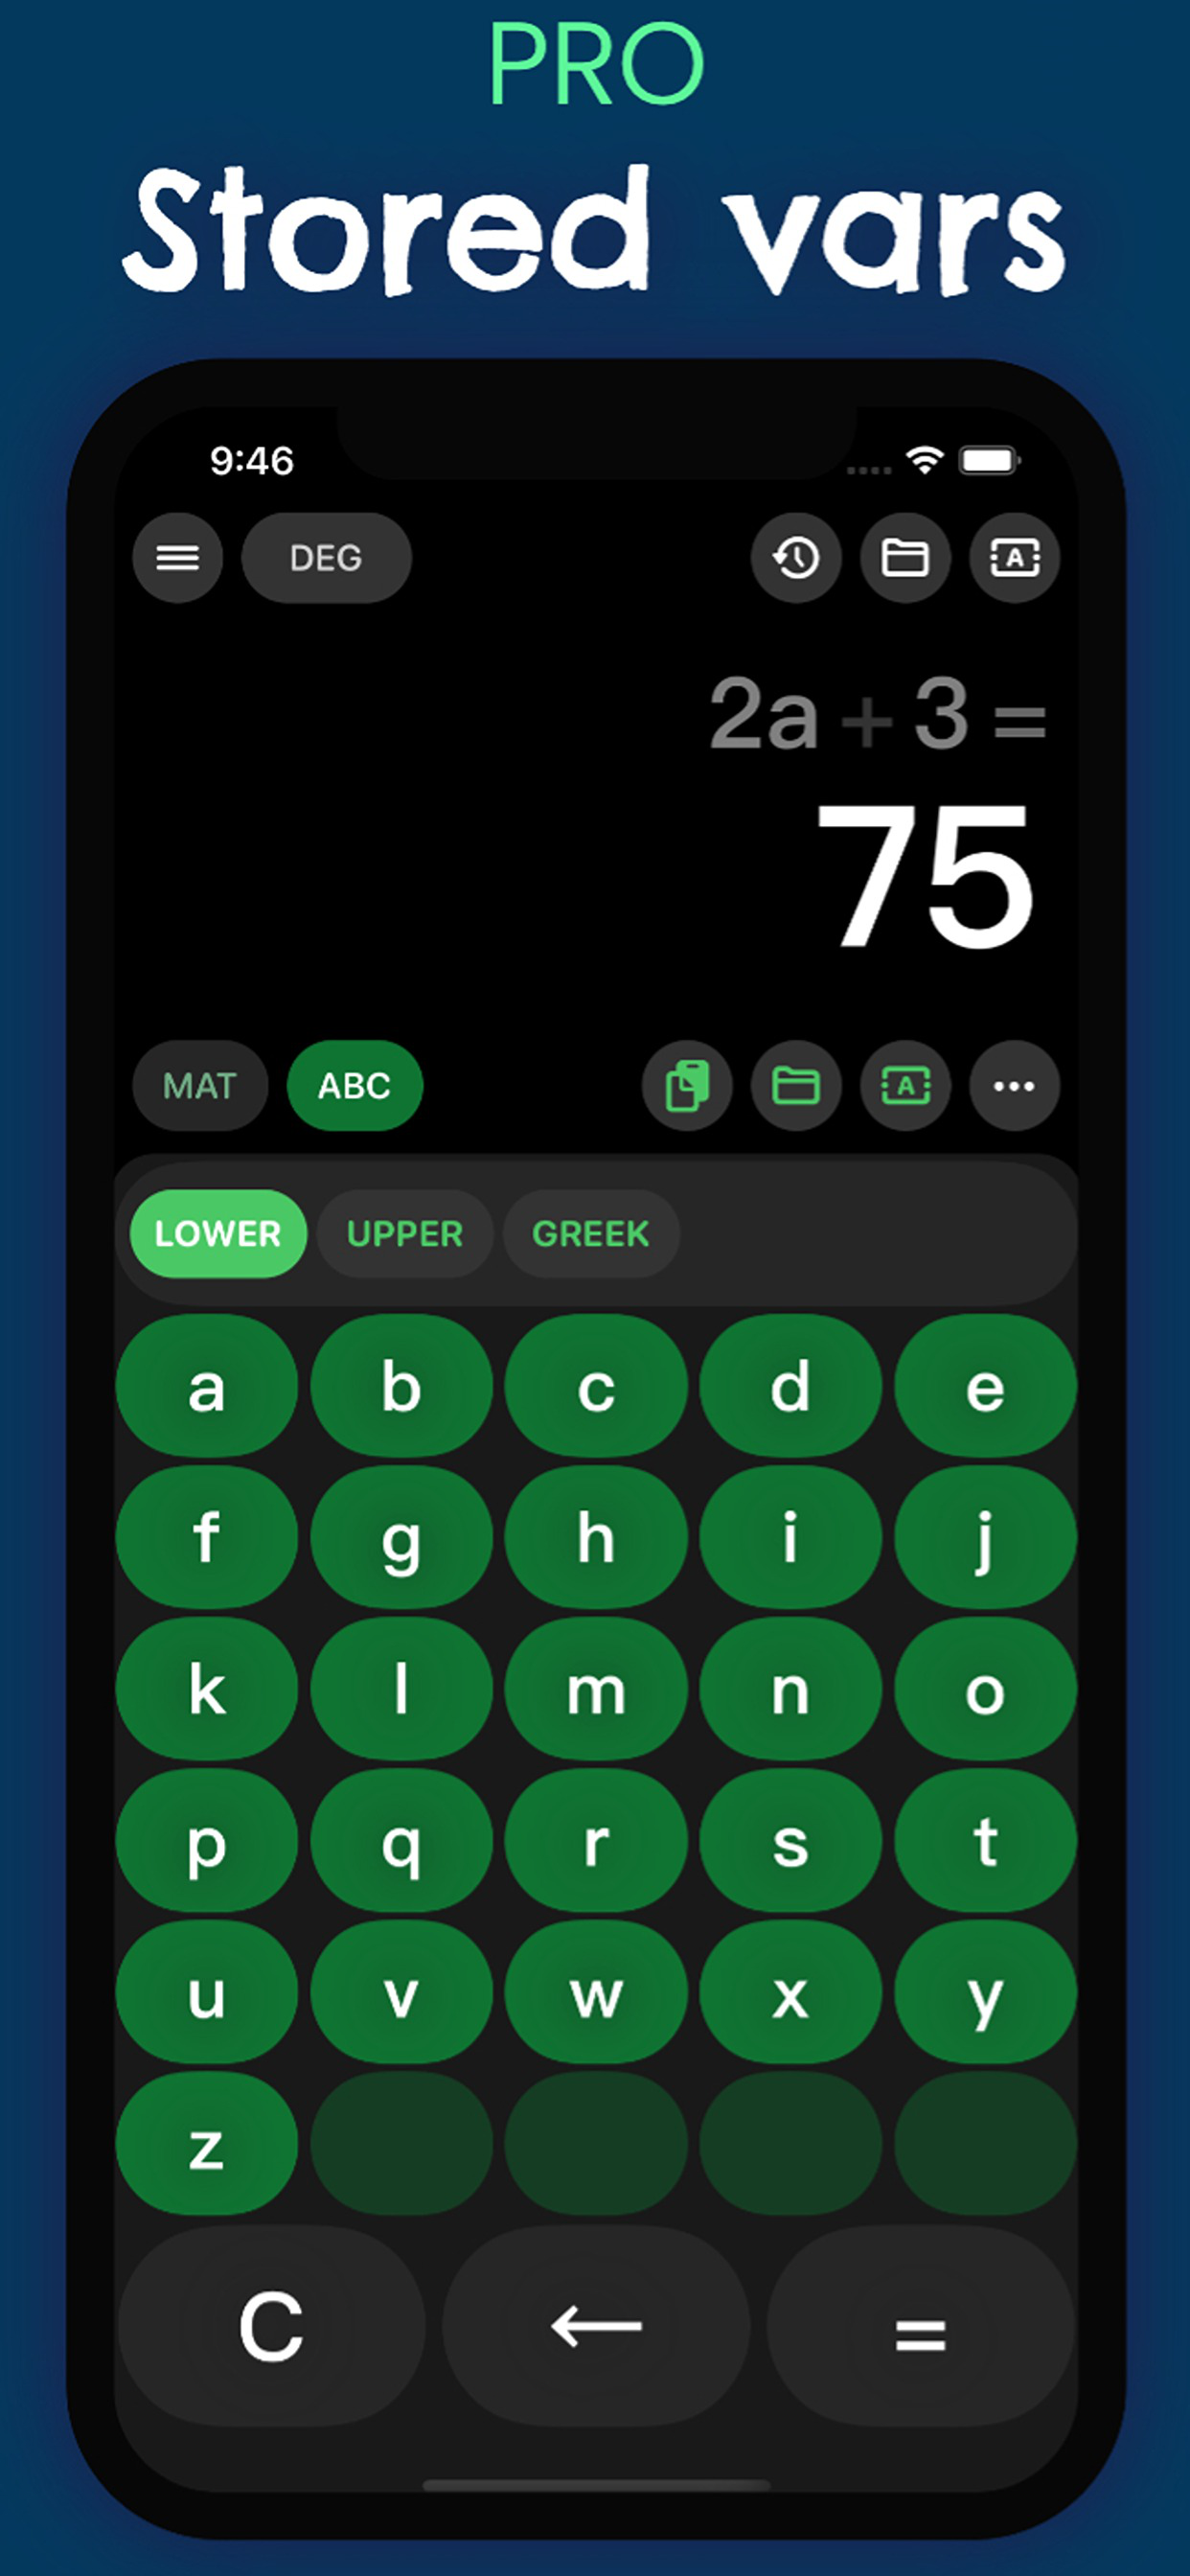 PRO
Stored vars
9:46
DEG
A
2a + 3 =
75
MAT ABC A
LOWER UPPER GREEK
a b c d e
f g h i j
k l m n o
p q r s t
u v w x y
z
C ← =